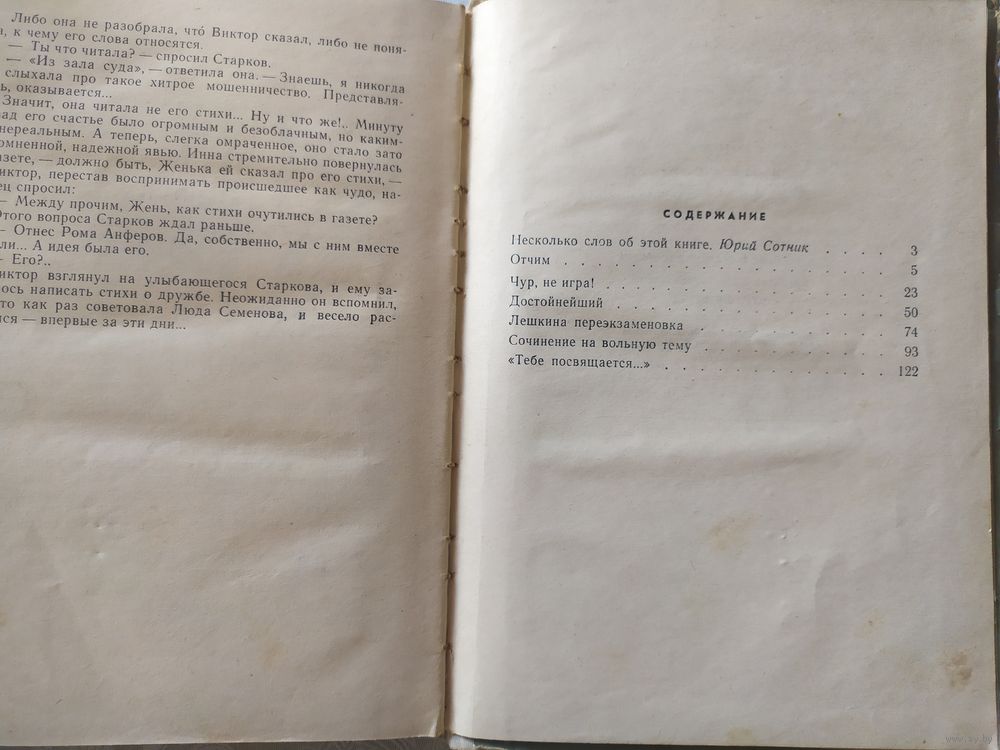 Либо она не разобрала, что́ Виктор сказал, либо не поня-
к чему его слова относятся.
— Ты что читала? — спросил Старков.
— «Из зала суда», — ответила она. — Знаешь, я никогда
слыхала про такое хитрое мошенничество. Представля-
оказывается...
Значит, она читала не его стихи... Ну и что же!.. Минуту
его счастье было огромным и безоблачным, но каким-
нереальным. А теперь, слегка омраченное, оно стало зато
надежной явью. Инна стремительно повернулась
— должно быть, Женька ей сказал про его стихи, —
перестав воспринимать происшедшее как чудо, на-
спросил:
— Между прочим, Жень, как стихи очутились в газете?
Этого вопроса Старков ждал раньше.
— Отнес Рома Анферов. Да, собственно, мы с ним вместе
А идея была его.
— Его?..
взглянул на улыбающегося Старкова, и ему за-
написать стихи о дружбе. Неожиданно он вспомнил,
как раз советовала Люда Семенова, и весело рас-
— впервые за эти дни...
СОДЕРЖАНИЕ
Несколько слов об этой книге. Юрий Сотник . . . . 3
Отчим . . . . . . . . . . . . . . . . . 5
Чур, не игра! . . . . . . . . . . . . . . . 23
Достойнейший . . . . . . . . . . . . . . 50
Лешкина переэкзаменовка . . . . . . . . . . 74
Сочинение на вольную тему . . . . . . . . . . 93
«Тебе посвящается...» . . . . . . . . . . . . 122